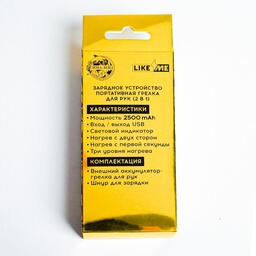 LIKE ME
ЗАРЯДНОЕ УСТРОЙСТВО
ПОРТАТИВНАЯ ГРЕЛКА
ДЛЯ РУК (2 В 1)
ХАРАКТЕРИСТИКИ
• Мощность 2500 mAh
• Вход / выход USB
• Световой индикатор
• Нагрев с двух сторон
• Нагрев с первой секунды
• Три уровня нагрева
КОМПЛЕКТАЦИЯ
• Внешний аккумулятор-
грелка для рук
• Шнур для зарядки